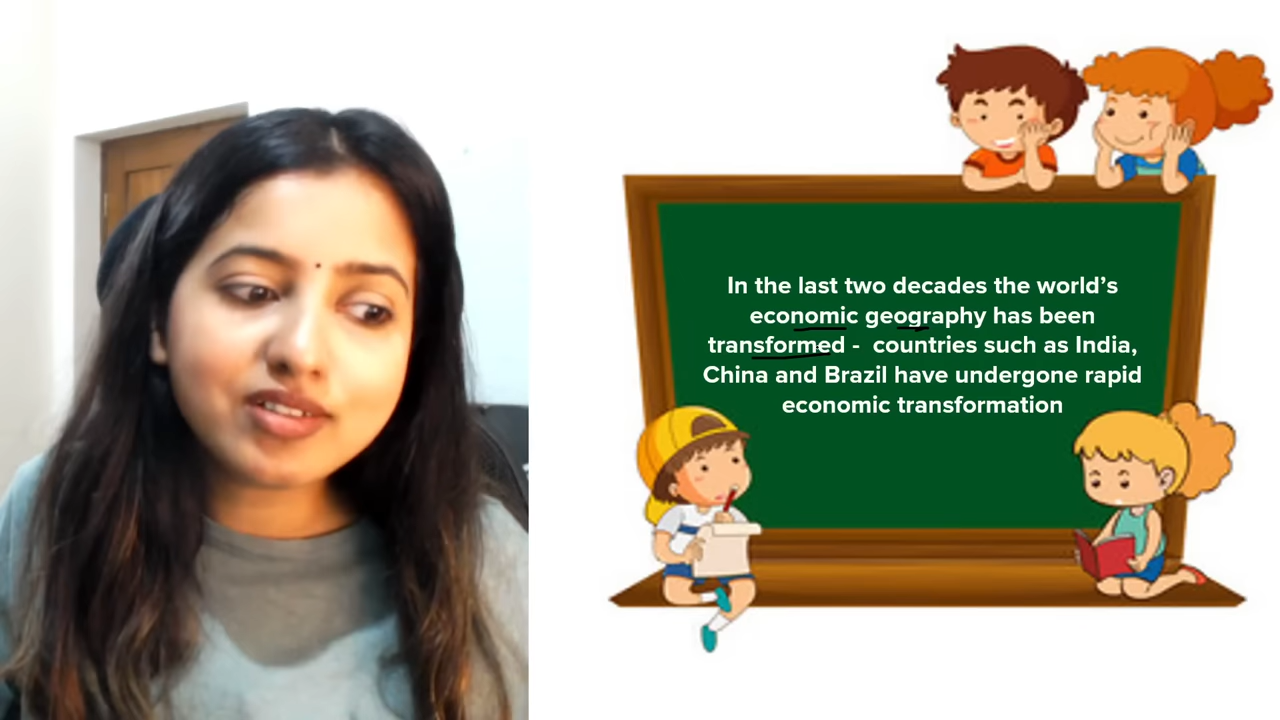 In the last two decades the world’s
economic geography has been
transformed -  countries such as India,
China and Brazil have undergone rapid
economic transformation